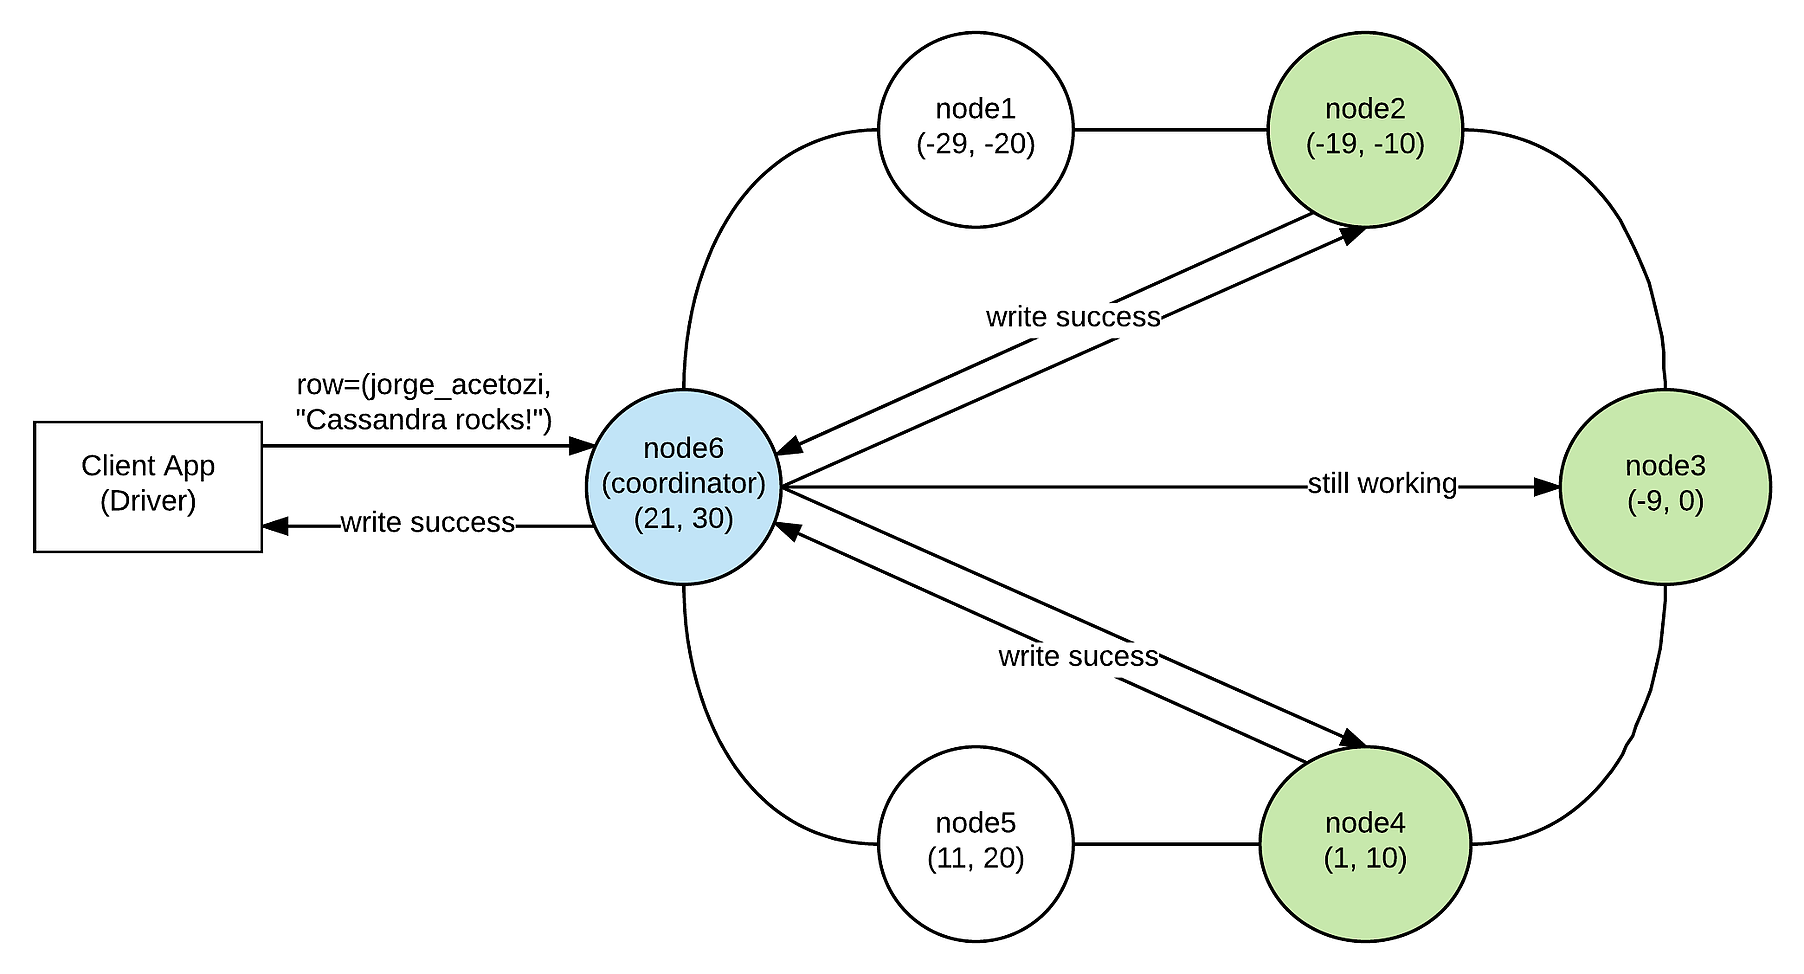 node1
(-29, -20)
node2
(-19, -10)
write success
row=(jorge_acetozi,
"Cassandra rocks!")
Client App
(Driver)
write success
node6
(coordinator)
(21, 30)
still working
node3
(-9, 0)
write sucess
node5
(11, 20)
node4
(1, 10)